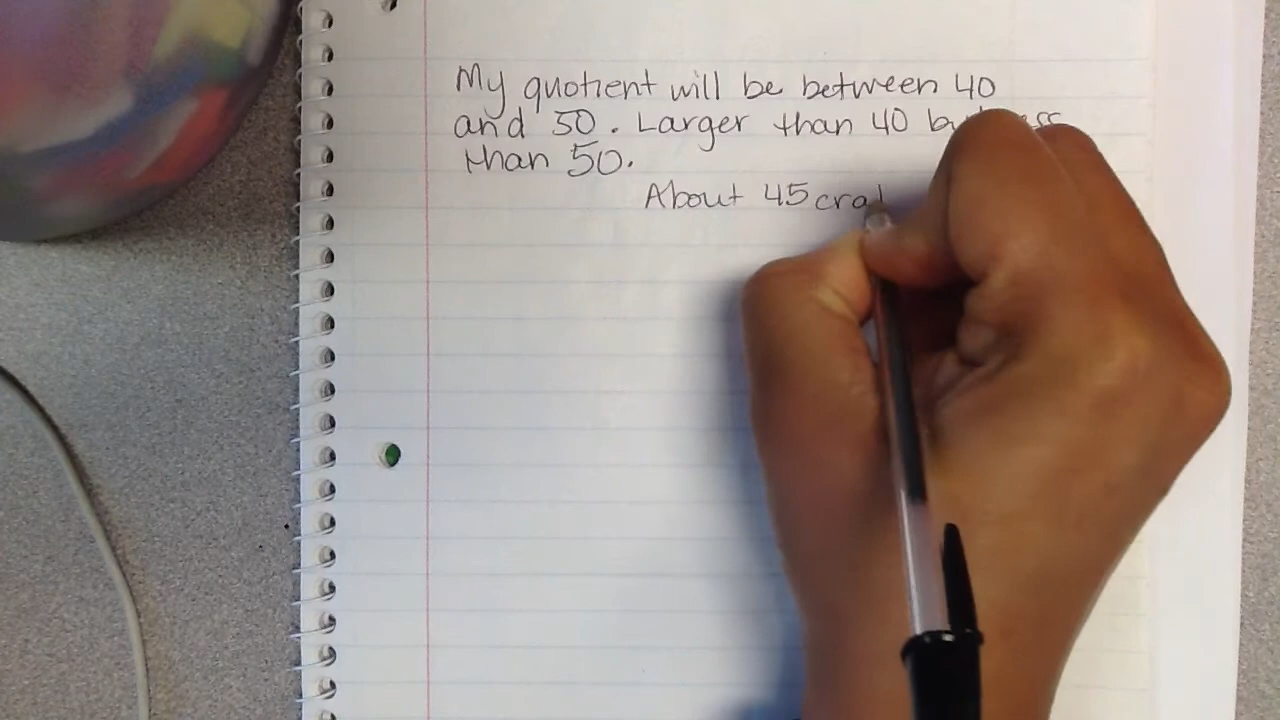 My quotient will be between 40
and 50. Larger than 40
than 50.
About 45